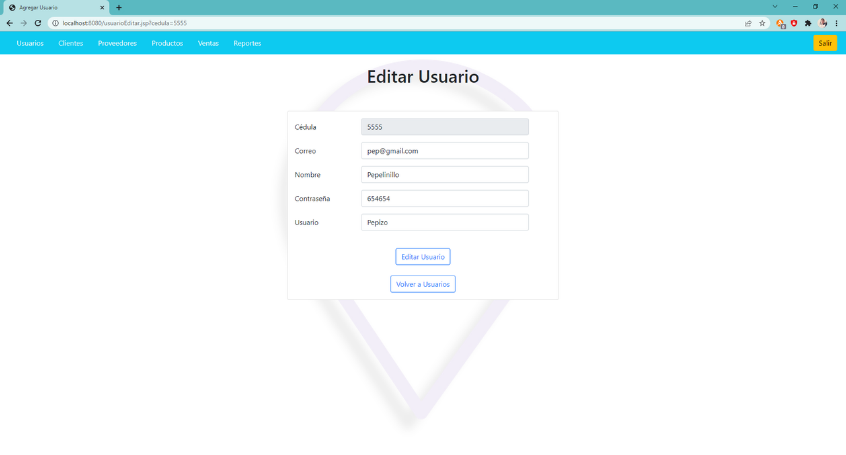 Agregar Usuario
localhost:8080/usuarioEditar.jsp?cedula=5555
Usuarios Clientes Proveedores Productos Ventas Reportes Salir
Editar Usuario
Cédula 5555
Correo pep@gmail.com
Nombre Pepelinillo
Contraseña 654654
Usuario Pepizo
Editar Usuario
Volver a Usuarios